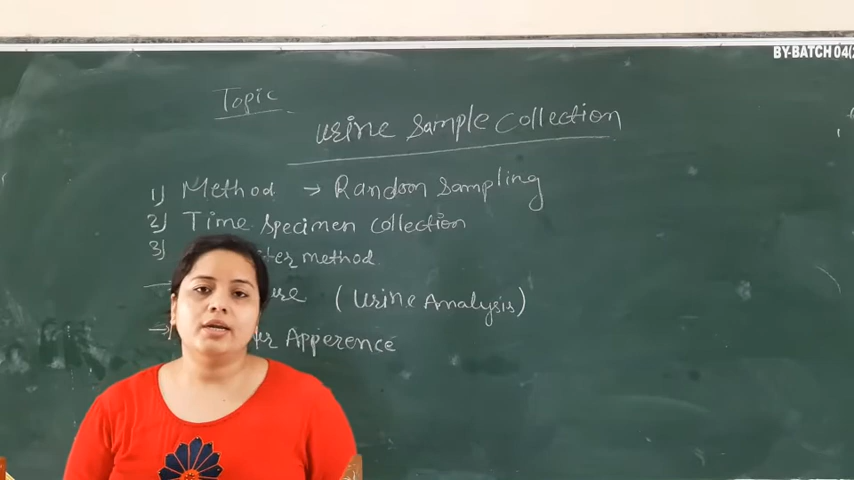 BY-BATCH 04(2
Topic
Urine Sample Collection
1) Method → Random Sampling
2) Time Specimen Collection
3) method
→ (Urine Analysis)
→ Apperence